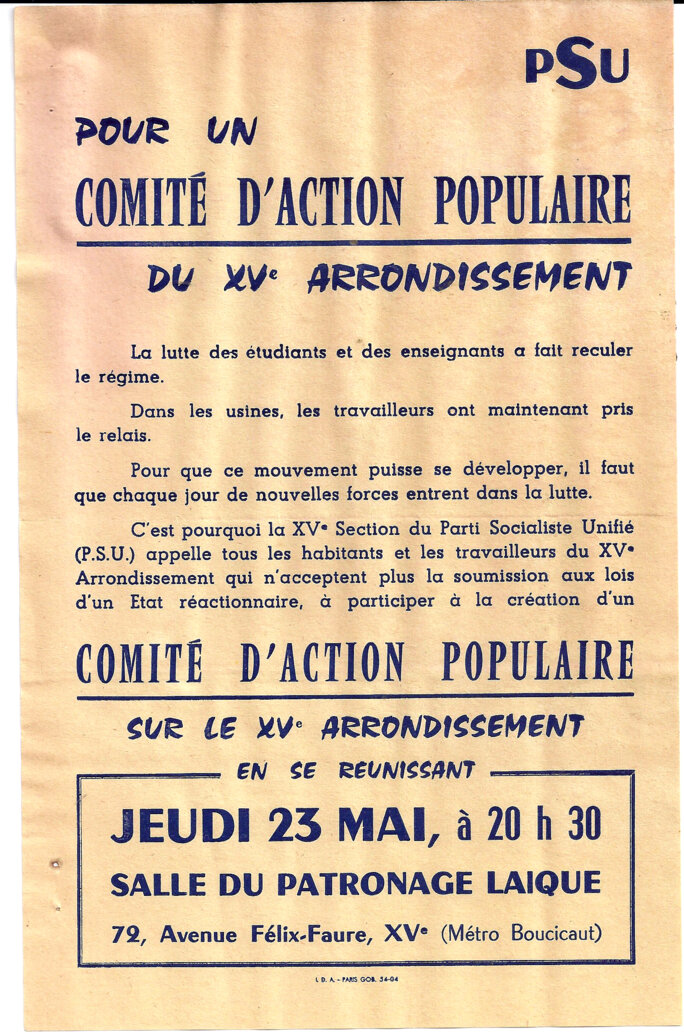 PSU
POUR UN
COMITÉ D'ACTION POPULAIRE
DU XVe ARRONDISSEMENT
La lutte des étudiants et des enseignants a fait reculer
le régime.
Dans les usines, les travailleurs ont maintenant pris
le relais.
Pour que ce mouvement puisse se développer, il faut
que chaque jour de nouvelles forces entrent dans la lutte.
C'est pourquoi la XVe Section du Parti Socialiste Unifié
(P.S.U.) appelle tous les habitants et les travailleurs du XVe
Arrondissement qui n'acceptent plus la soumission aux lois
d'un Etat réactionnaire, à participer à la création d'un
COMITÉ D'ACTION POPULAIRE
SUR LE XVe ARRONDISSEMENT
EN SE REUNISSANT
JEUDI 23 MAI, à 20 h 30
SALLE DU PATRONAGE LAIQUE
72, Avenue Félix-Faure, XVe (Métro Boucicaut)
I. D. A. - PARIS GOB. 54-04